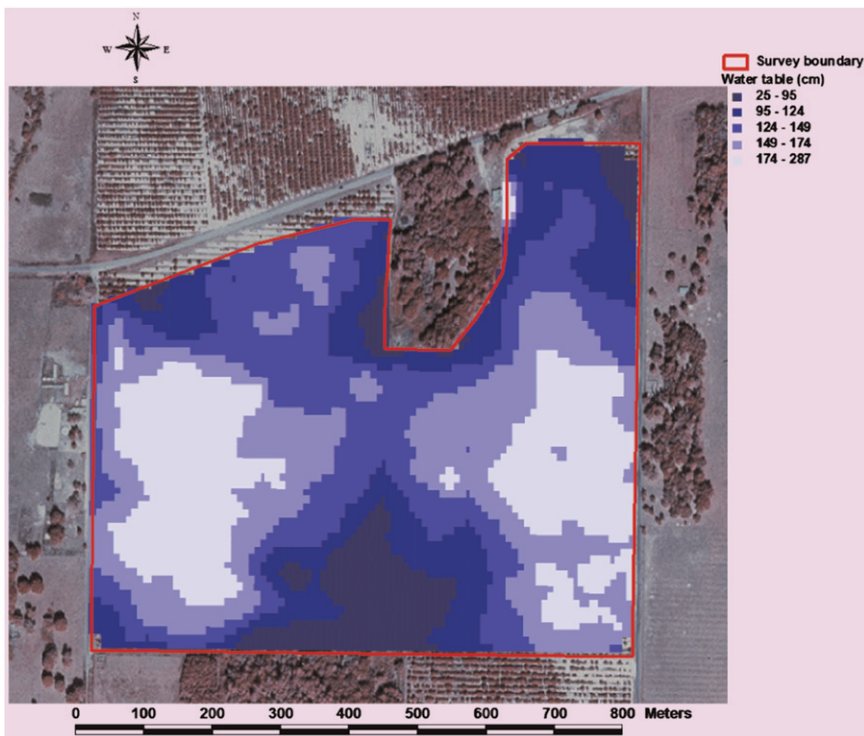 N
W E
S
Survey boundary
Water table (cm)
25 - 95
95 - 124
124 - 149
149 - 174
174 - 287
0 100 200 300 400 500 600 700 800 Meters